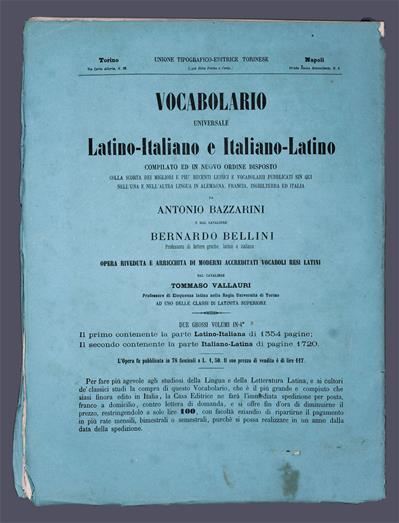 Torino
UNIONE TIPOGRAFICO-EDITRICE TORINESE
Napoli
VOCABOLARIO
UNIVERSALE
Latino-Italiano e Italiano-Latino
COMPILATO ED IN NUOVO ORDINE DISPOSTO
COLLA SCORTA DEI MIGLIORI E PIU' RECENTI LESSICI E VOCABOLARII PUBBLICATI SIN QUI
NELL'UNA E NELL'ALTRA LINGUA IN ALEMAGNA, FRANCIA, INGHILTERRA ED ITALIA
DA
ANTONIO BAZZARINI
E DAL CAVALIERE
BERNARDO BELLINI
Professore di lettere greche, latine e italiane
OPERA RIVEDUTA E ARRICCHITA DI MODERNI ACCREDITATI VOCABOLI RESI LATINI
DAL CAVALIERE
TOMMASO VALLAURI
Professore di Eloquenza latina nella Regia Università di Torino
AD USO DELLE CLASSI DI LATINITÀ SUPERIORE
DUE GROSSI VOLUMI IN-4°
Il primo contenente la parte Latino-Italiana di 1354 pagine;
Il secondo contenente la parte Italiano-Latina di pagine 1720.
L'Opera fu pubblicata in 78 fascicoli a L. 1, 50. Il suo prezzo di vendita è di lire 117.
Per fare più agevole agli studiosi della Lingua e della Letteratura Latina, e ai cultori
de' classici studi la compra di questo Vocabolario, che è il più grande e compiuto che
siasi finora edito in Italia, la Casa Editrice ne farà l'immediata spedizione per posta,
franco a domicilio, contro lettera di domanda, e si offre fin d'ora di diminuirne il
prezzo, restringendolo a sole lire 100, con facoltà eziandio di ripartirne il pagamento
in più rate mensili, bimestrali o semestrali, purchè si possa realizzare in un anno dalla
data della spedizione.